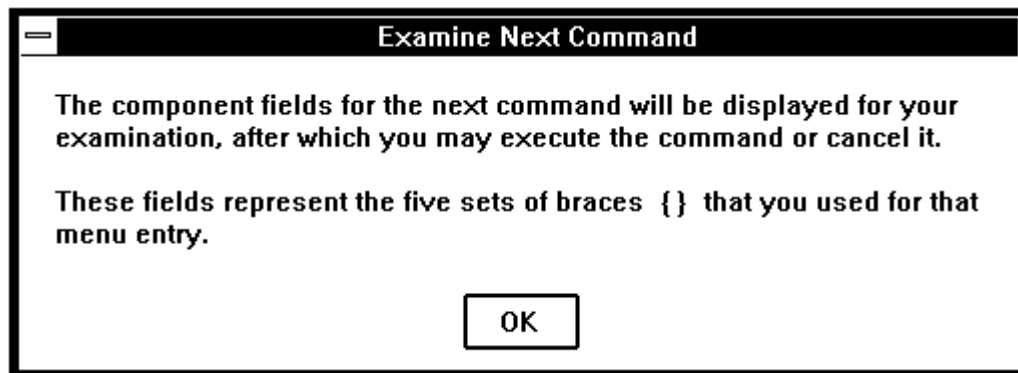 Examine Next Command
The component fields for the next command will be displayed for your
examination, after which you may execute the command or cancel it.
These fields represent the five sets of braces {} that you used for that
menu entry.
OK